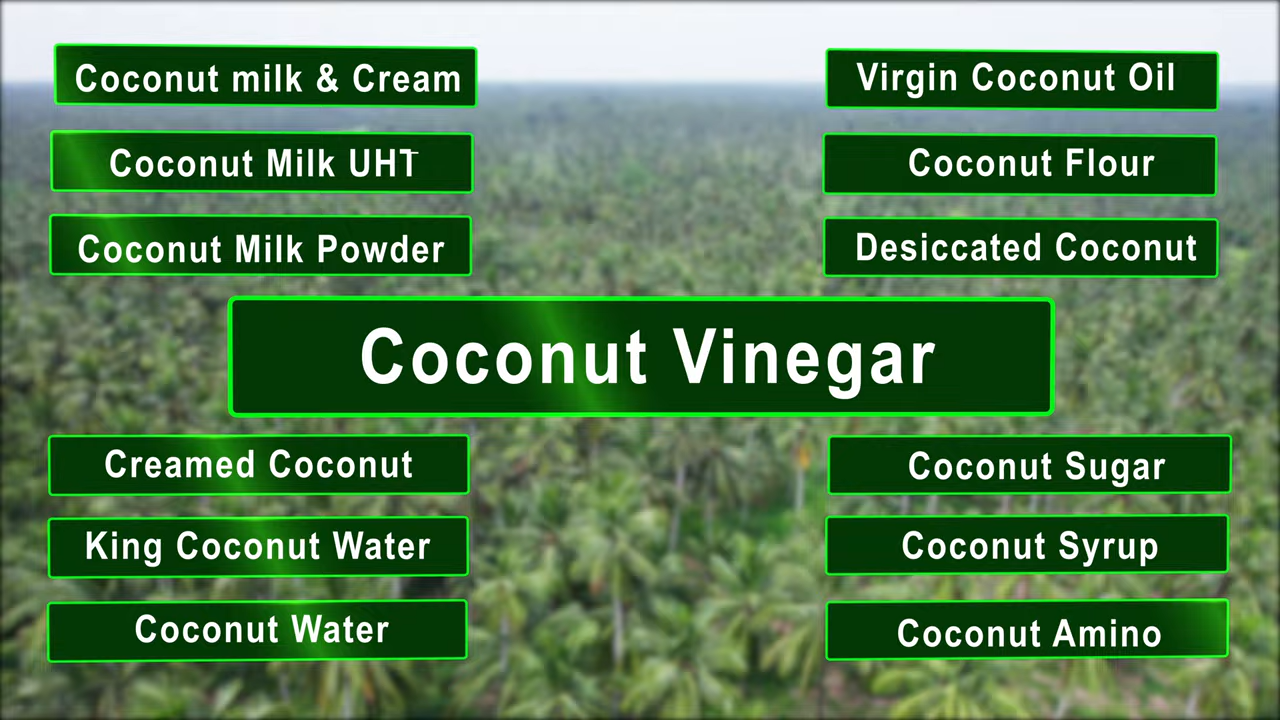 Coconut milk & Cream
Coconut Milk UHT
Coconut Milk Powder
Virgin Coconut Oil
Coconut Flour
Desiccated Coconut
Coconut Vinegar
Creamed Coconut
King Coconut Water
Coconut Water
Coconut Sugar
Coconut Syrup
Coconut Amino